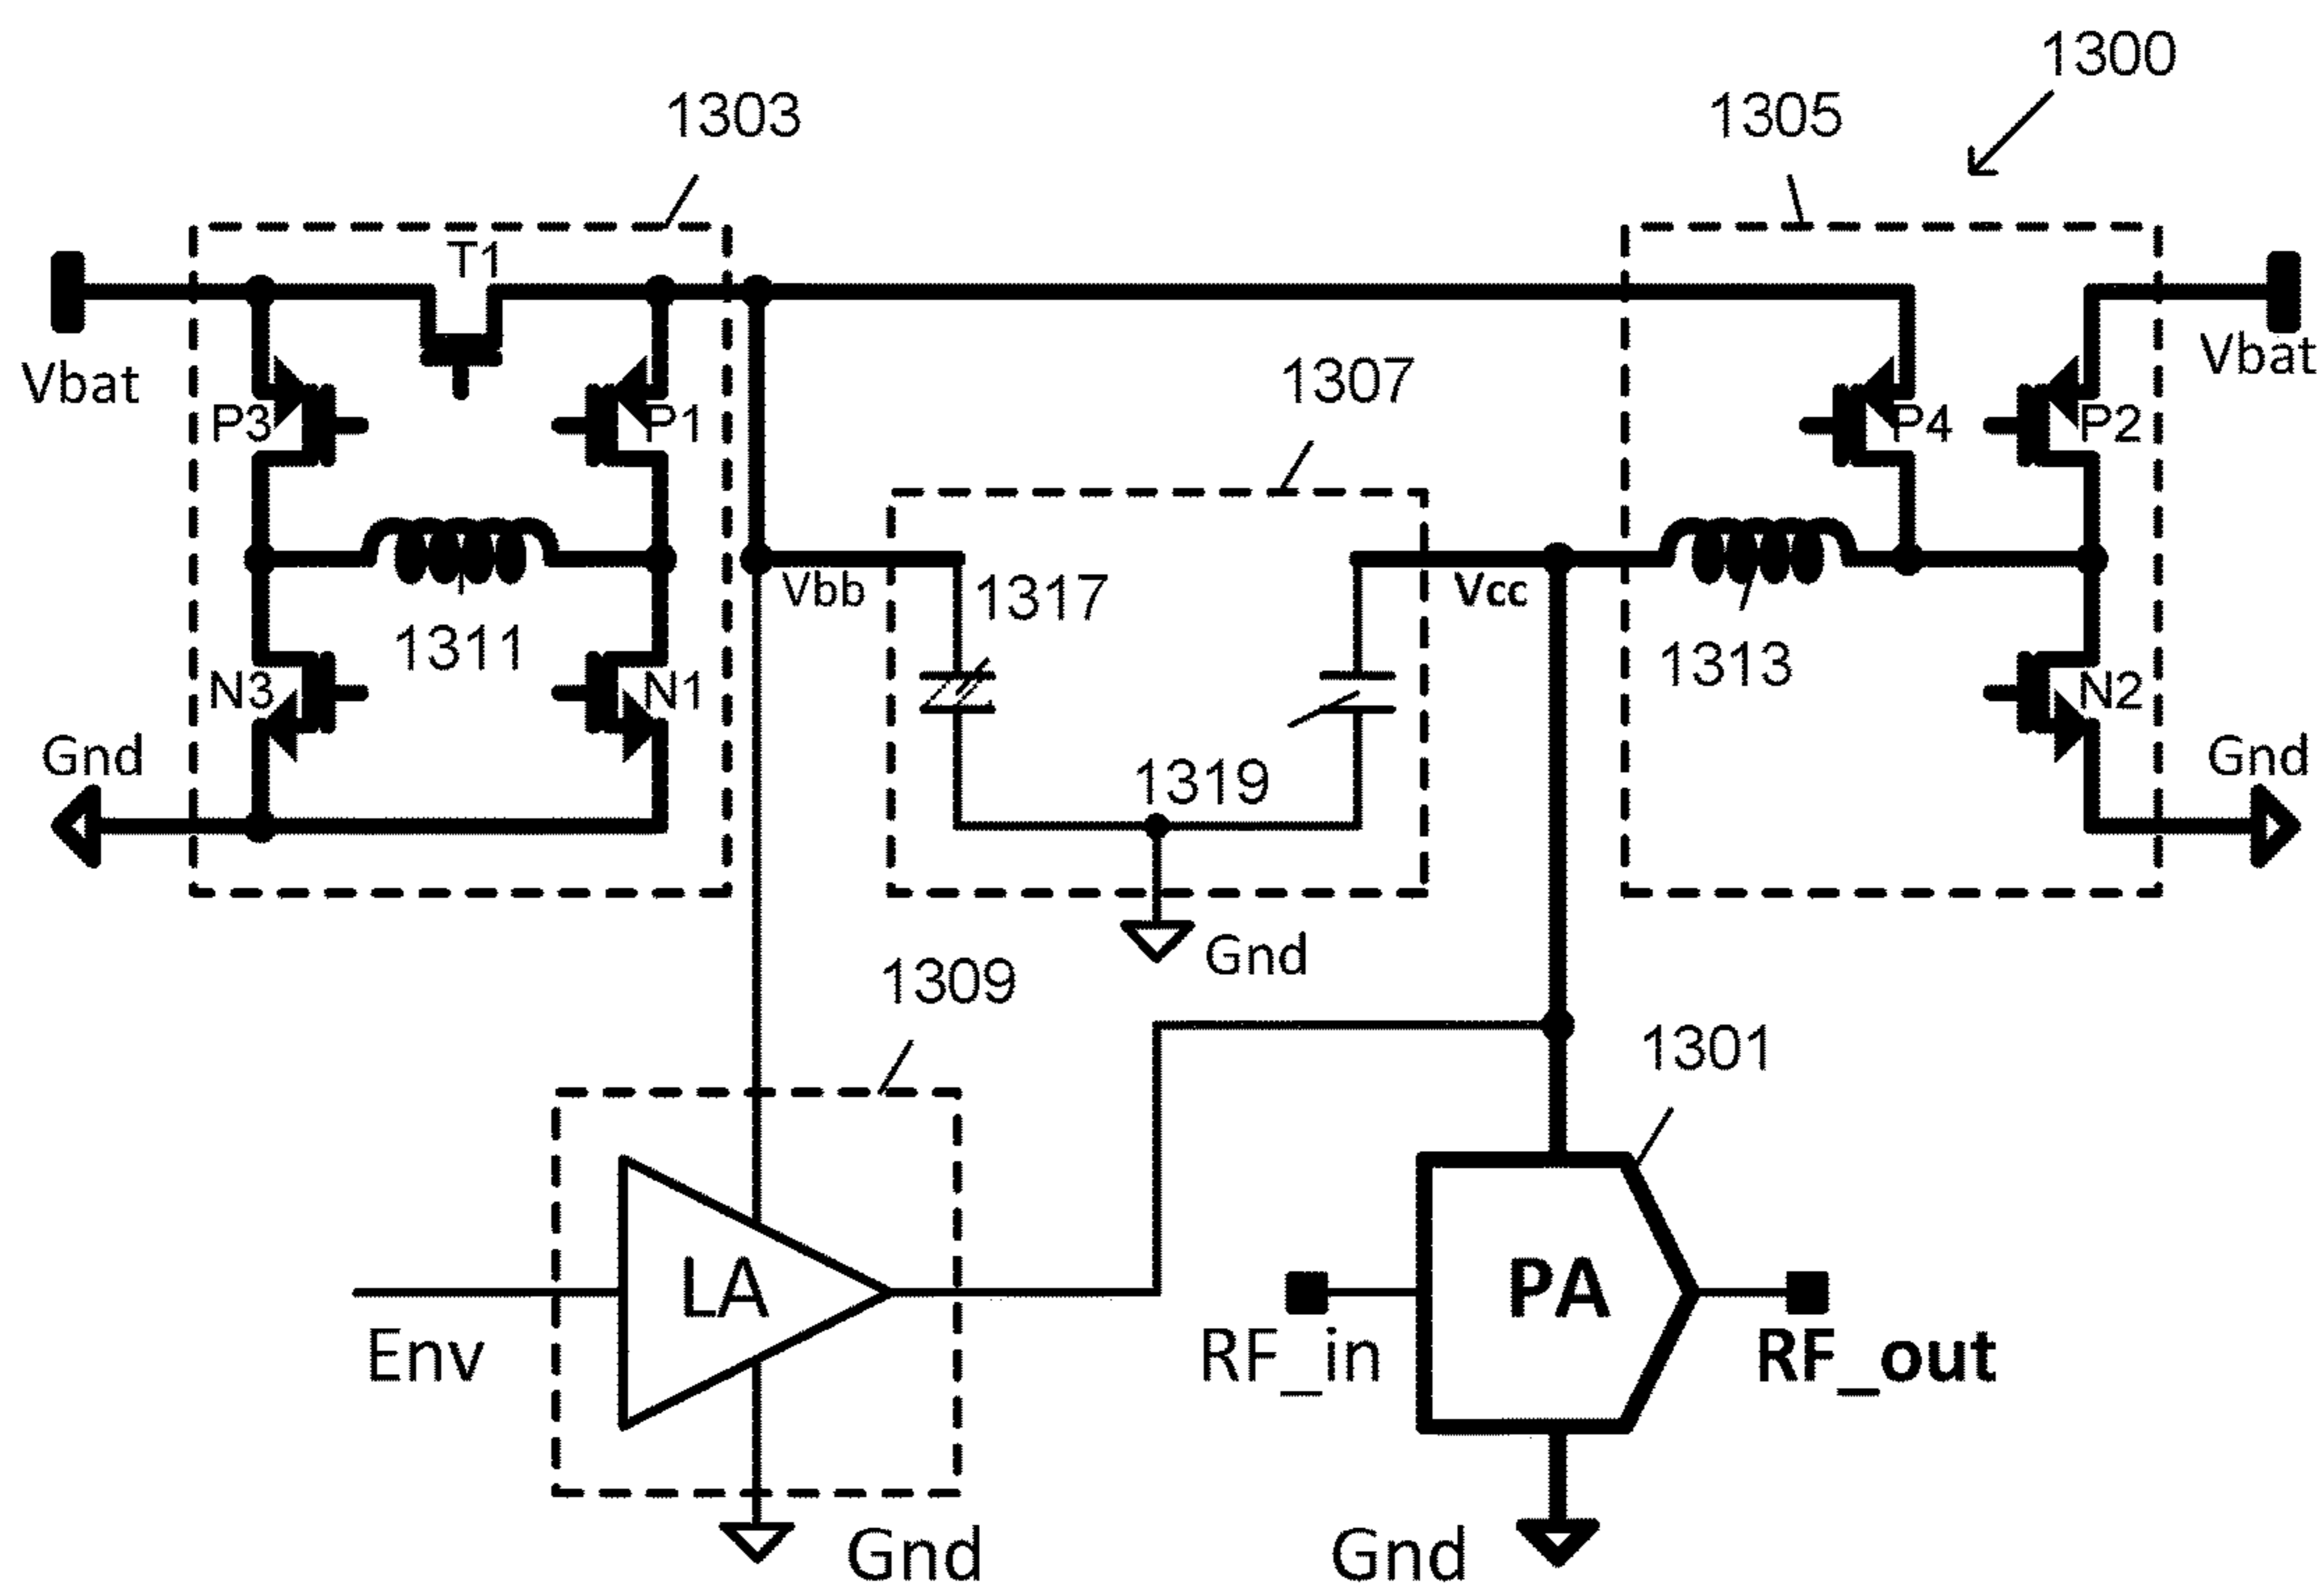 1300
1303
1305
T1
Vbat
1307
Vbat
P3
P1
P4
P2
Vbb
1317
Vcc
1311
1313
N3
N1
N2
Gnd
1319
Gnd
Gnd
1309
1301
LA
PA
Env
RF_in
RF_out
Gnd
Gnd